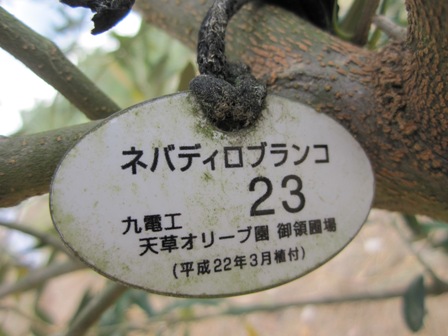 ネバディロブランコ
23
九電工
天草オリーブ園 御領圃場
(平成22年3月植付)